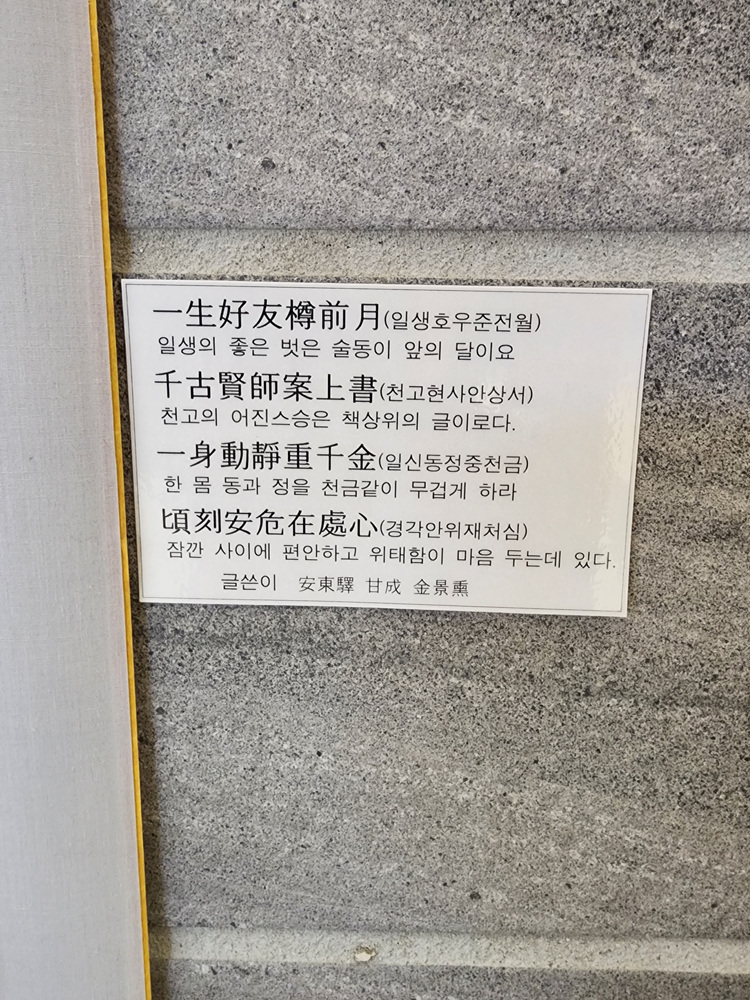 一生好友樽前月(일생호우준전월)
일생의 좋은 벗은 술동이 앞의 달이요
千古賢師案上書(천고현사안상서)
천고의 어진스승은 책상위의 글이로다.
一身動靜重千金(일신동정중천금)
한 몸 동과 정을 천금같이 무겁게 하라
頃刻安危在處心(경각안위재처심)
잠깐 사이에 편안하고 위태함이 마음 두는데 있다.
글쓴이 安東驛 甘成 金景熏